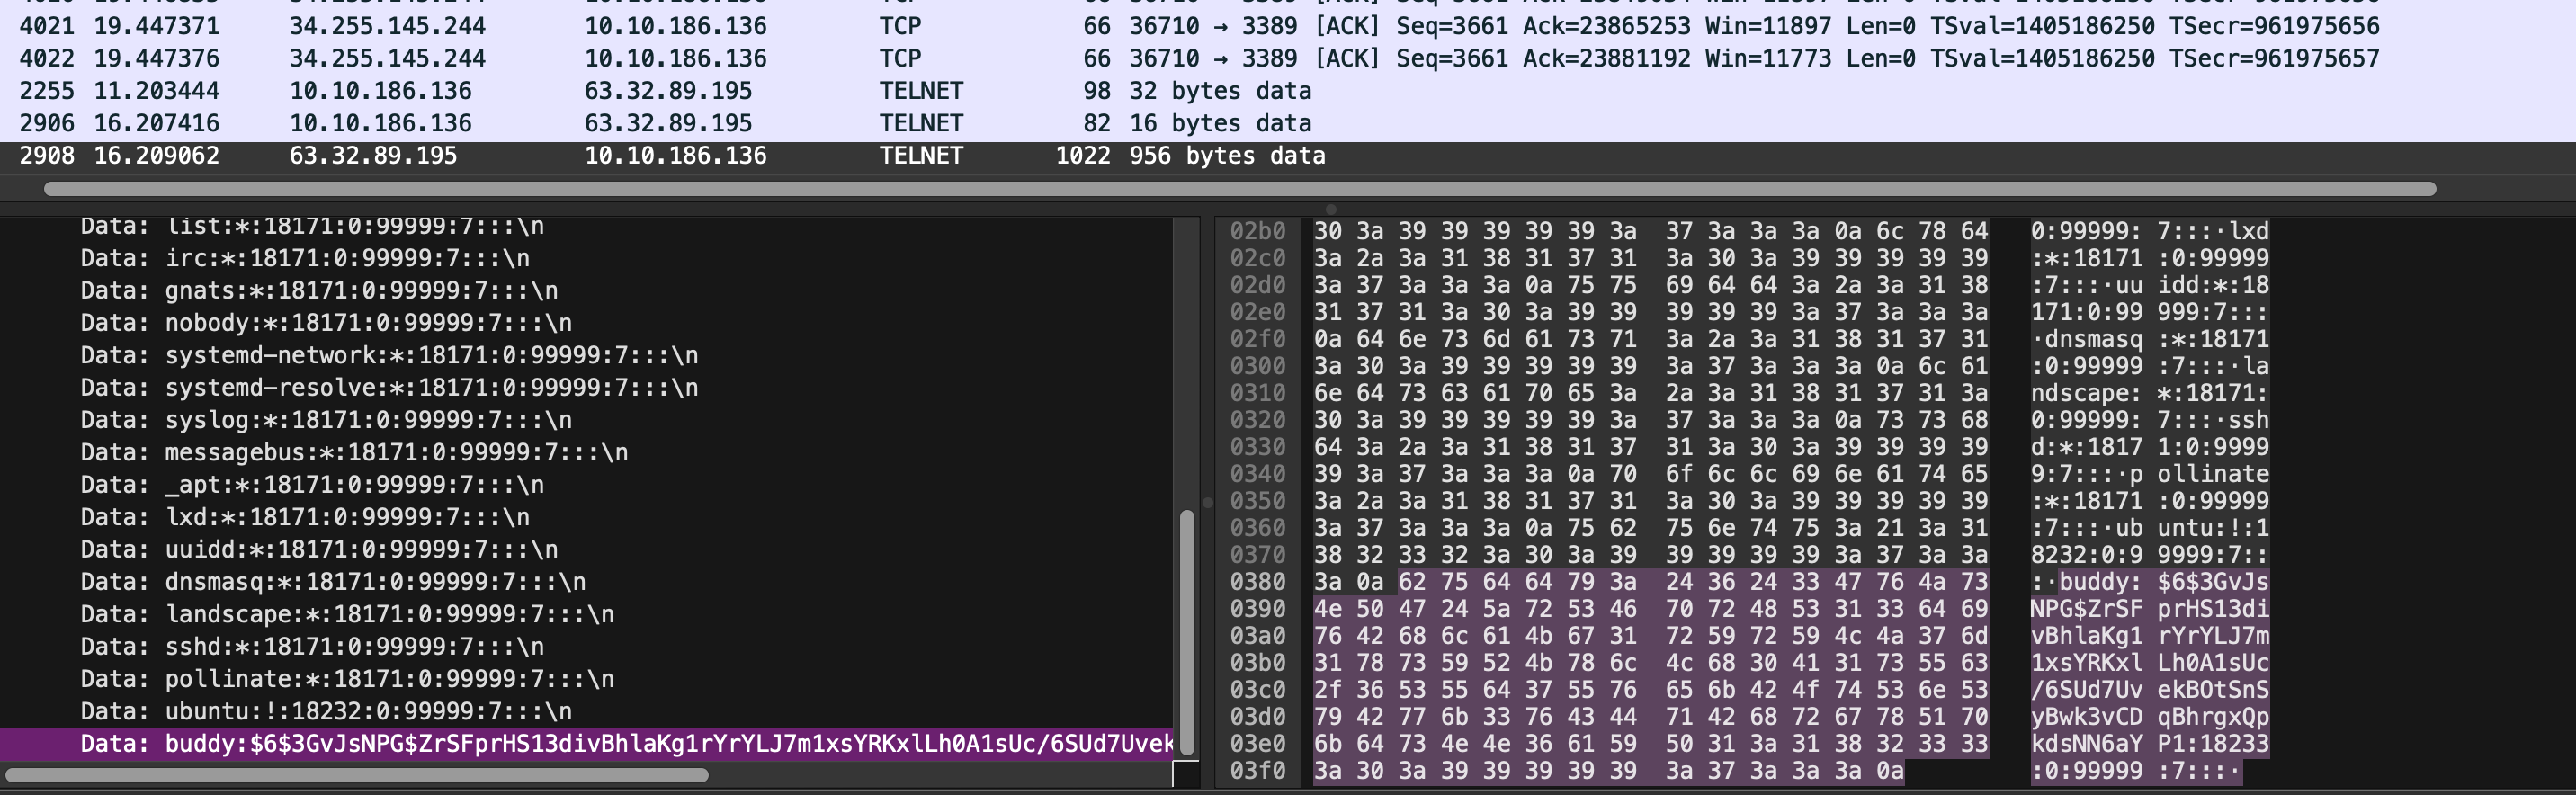 4021 19.447371 34.255.145.244 10.10.186.136 TCP 66 36710 → 3389 [ACK] Seq=3661 Ack=23865253 Win=11897 Len=0 TSval=1405186250 TSecr=961975656
4022 19.447376 34.255.145.244 10.10.186.136 TCP 66 36710 → 3389 [ACK] Seq=3661 Ack=23881192 Win=11773 Len=0 TSval=1405186250 TSecr=961975657
2255 11.203444 10.10.186.136 63.32.89.195 TELNET 98 32 bytes data
2906 16.207416 10.10.186.136 63.32.89.195 TELNET 82 16 bytes data
2908 16.209062 63.32.89.195 10.10.186.136 TELNET 1022 956 bytes data
Data: list:*:18171:0:99999:7:::\n
Data: irc:*:18171:0:99999:7:::\n
Data: gnats:*:18171:0:99999:7:::\n
Data: nobody:*:18171:0:99999:7:::\n
Data: systemd-network:*:18171:0:99999:7:::\n
Data: systemd-resolve:*:18171:0:99999:7:::\n
Data: syslog:*:18171:0:99999:7:::\n
Data: messagebus:*:18171:0:99999:7:::\n
Data: _apt:*:18171:0:99999:7:::\n
Data: lxd:*:18171:0:99999:7:::\n
Data: uuidd:*:18171:0:99999:7:::\n
Data: dnsmasq:*:18171:0:99999:7:::\n
Data: landscape:*:18171:0:99999:7:::\n
Data: sshd:*:18171:0:99999:7:::\n
Data: pollinate:*:18171:0:99999:7:::\n
Data: ubuntu:!:18232:0:99999:7:::\n
Data: buddy:$6$3GvJsNPG$ZrSFprHS13divBhlaKg1rYrYLJ7m1xsYRKxlLh0A1sUc/6SUd7Uvek
02b0 30 3a 39 39 39 39 39 3a 37 3a 3a 3a 0a 6c 78 64 0:99999: 7:::·lxd
02c0 3a 2a 3a 31 38 31 37 31 3a 30 3a 39 39 39 39 39 :*:18171 :0:99999
02d0 3a 37 3a 3a 3a 0a 75 75 69 64 64 3a 2a 3a 31 38 :7:::·uu idd:*:18
02e0 31 37 31 3a 30 3a 39 39 39 39 39 3a 37 3a 3a 3a 171:0:99 999:7:::
02f0 0a 64 6e 73 6d 61 73 71 3a 2a 3a 31 38 31 37 31 ·dnsmasq :*:18171
0300 3a 30 3a 39 39 39 39 39 3a 37 3a 3a 3a 0a 6c 61 :0:99999 :7:::·la
0310 6e 64 73 63 61 70 65 3a 2a 3a 31 38 31 37 31 3a ndscape: *:18171:
0320 30 3a 39 39 39 39 39 3a 37 3a 3a 3a 0a 73 73 68 0:99999: 7:::·ssh
0330 64 3a 2a 3a 31 38 31 37 31 3a 30 3a 39 39 39 39 d:*:1817 1:0:9999
0340 39 3a 37 3a 3a 3a 0a 70 6f 6c 6c 69 6e 61 74 65 9:7:::·p ollinate
0350 3a 2a 3a 31 38 31 37 31 3a 30 3a 39 39 39 39 39 :*:18171 :0:99999
0360 3a 37 3a 3a 3a 0a 75 62 75 6e 74 75 3a 21 3a 31 :7:::·ub untu:!:1
0370 38 32 33 32 3a 30 3a 39 39 39 39 39 3a 37 3a 3a 8232:0:9 9999:7::
0380 3a 0a 62 75 64 64 79 3a 24 36 24 33 47 76 4a 73 :·buddy: $6$3GvJs
0390 4e 50 47 24 5a 72 53 46 70 72 48 53 31 33 64 69 NPG$ZrSF prHS13di
03a0 76 42 68 6c 61 4b 67 31 72 59 72 59 4c 4a 37 6d vBhlaKg1 rYrYLJ7m
03b0 31 78 73 59 52 4b 78 6c 4c 68 30 41 31 73 55 63 1xsYRKxl Lh0A1sUc
03c0 2f 36 53 55 64 37 55 76 65 6b 42 4f 74 53 6e 53 /6SUd7Uv ekBOtSnS
03d0 79 42 77 6b 33 76 43 44 71 42 68 72 67 78 51 70 yBwk3vCD qBhrgxQp
03e0 6b 64 73 4e 4e 36 61 59 50 31 3a 31 38 32 33 33 kdsNN6aY P1:18233
03f0 3a 30 3a 39 39 39 39 39 3a 37 3a 3a 3a 0a :0:99999 :7:::·